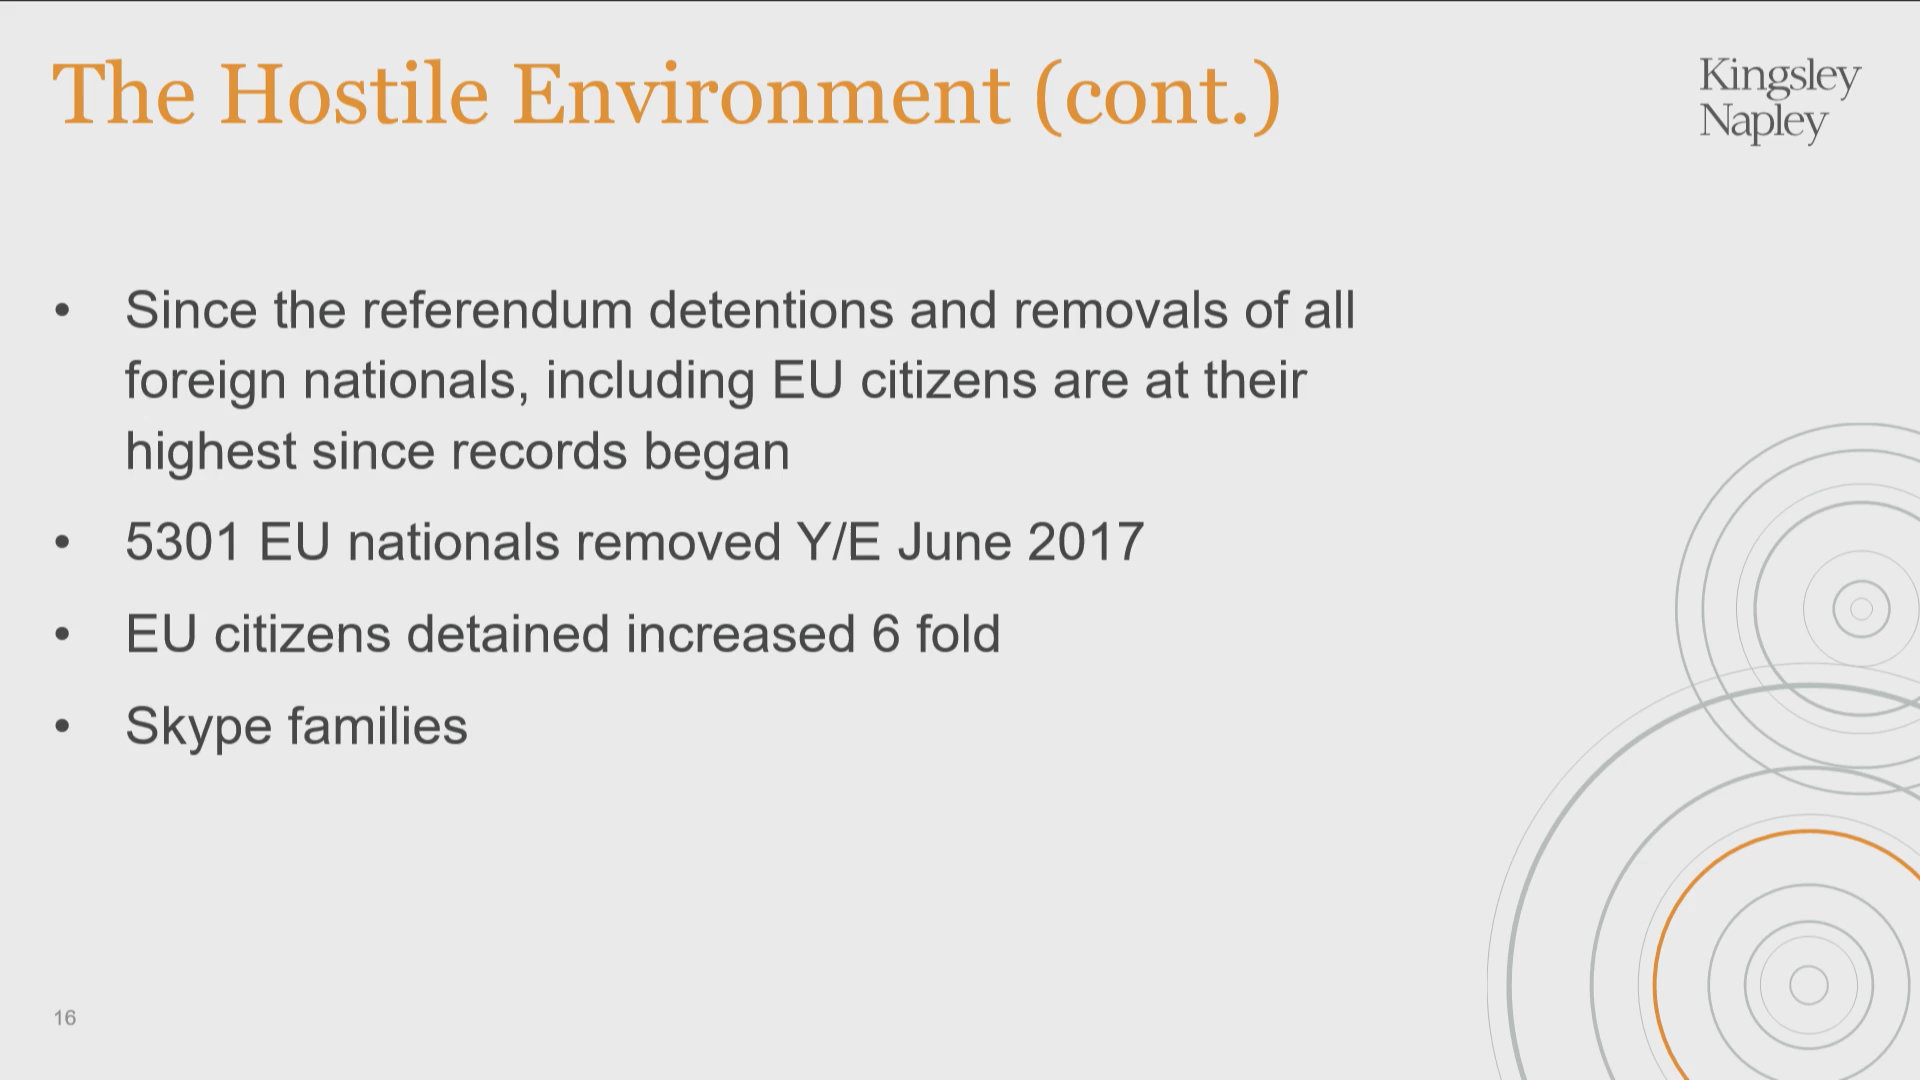 The Hostile Environment (cont.)
Kingsley
Napley
• Since the referendum detentions and removals of all
foreign nationals, including EU citizens are at their
highest since records began
• 5301 EU nationals removed Y/E June 2017
• EU citizens detained increased 6 fold
• Skype families
16